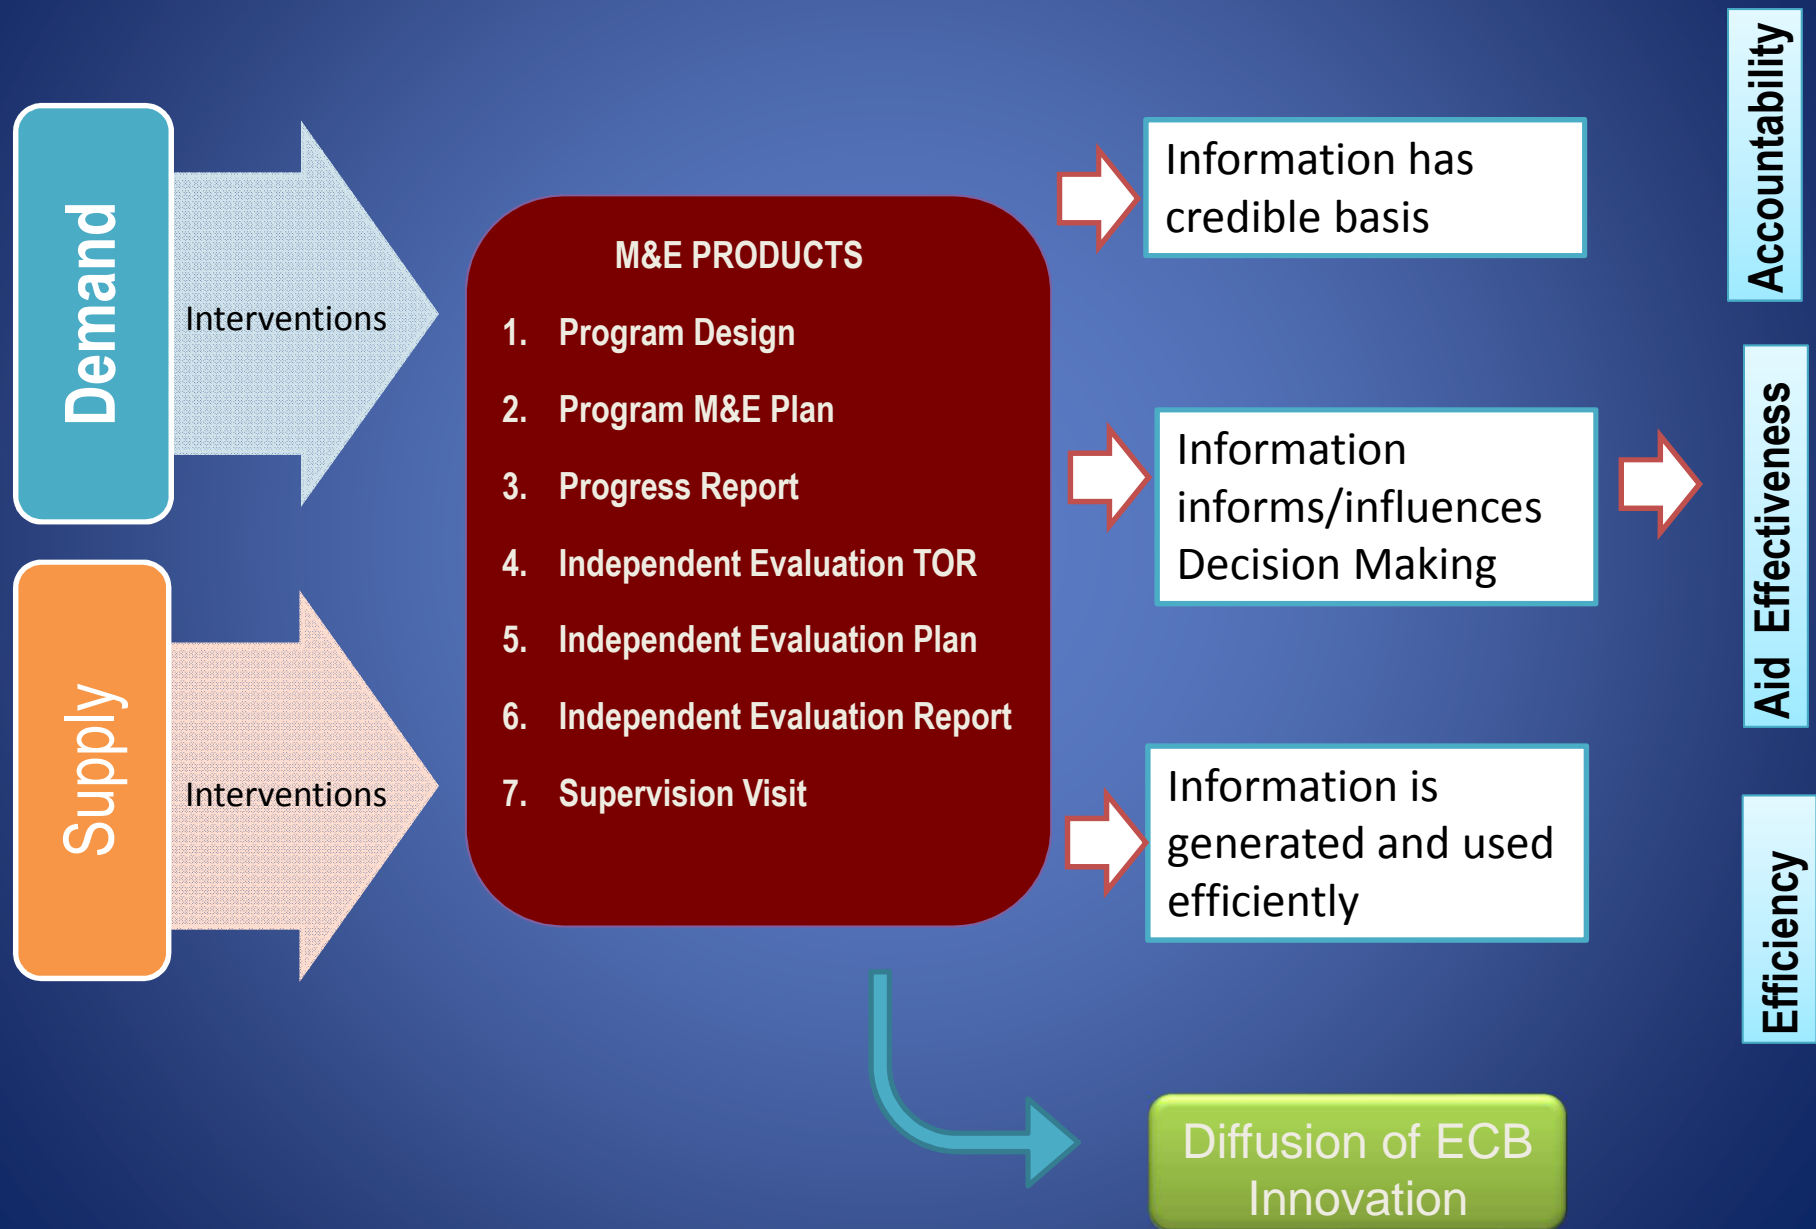 Demand
Interventions
Supply
Interventions
M&E PRODUCTS
1. Program Design
2. Program M&E Plan
3. Progress Report
4. Independent Evaluation TOR
5. Independent Evaluation Plan
6. Independent Evaluation Report
7. Supervision Visit
Information has
credible basis
Information
informs/influences
Decision Making
Information is
generated and used
efficiently
Diffusion of ECB
Innovation
Accountability
Aid Effectiveness
Efficiency